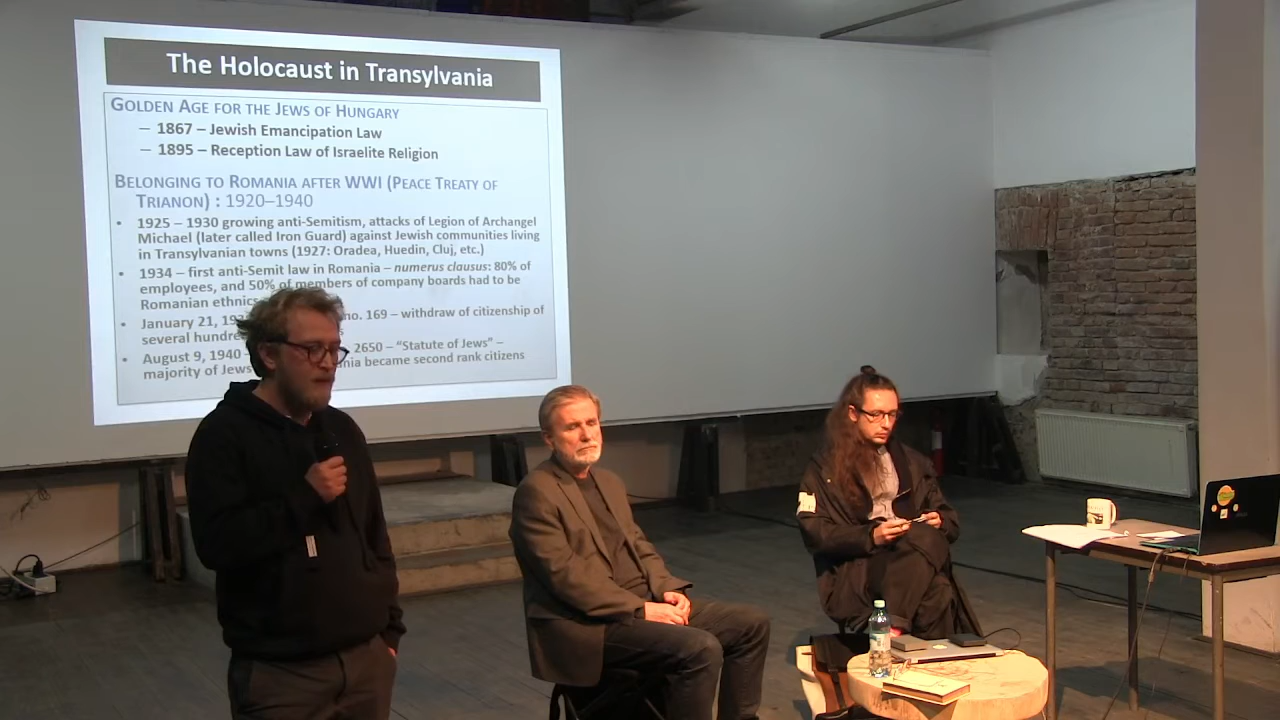 The Holocaust in Transylvania
GOLDEN AGE FOR THE JEWS OF HUNGARY
– 1867 – Jewish Emancipation Law
– 1895 – Reception Law of Israelite Religion
BELONGING TO ROMANIA AFTER WWI (PEACE TREATY OF
TRIANON) : 1920–1940
• 1925 – 1930 growing anti-Semitism, attacks of Legion of Archangel
Michael (later called Iron Guard) against Jewish communities living
in Transylvanian towns (1927: Oradea, Huedin, Cluj, etc.)
• 1934 – first anti-Semit law in Romania – numerus clausus: 80% of
employees, and 50% of members of company boards had to be
Romanian ethnics
• January 21, no. 169 – withdraw of citizenship of
several
• August 9, 1940 – 2650 – “Statute of Jews” –
majority of Jews became second rank citizens